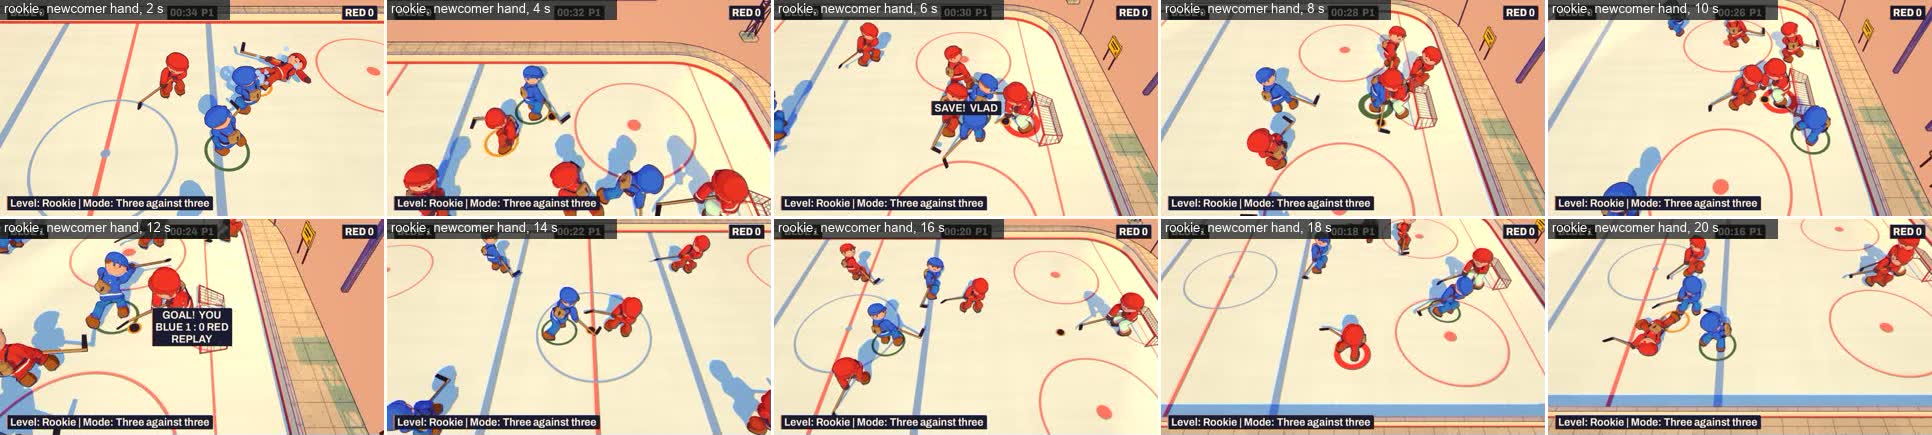 rookie, newcomer hand, 2 s
00:34 P1
RED 0
Level: Rookie | Mode: Three against three
rookie, newcomer hand, 4 s
00:32 P1
RED 0
Level: Rookie | Mode: Three against three
rookie, newcomer hand, 6 s
00:30 P1
RED 0
SAVE! VLAD
Level: Rookie | Mode: Three against three
rookie, newcomer hand, 8 s
00:28 P1
RED 0
Level: Rookie | Mode: Three against three
rookie, newcomer hand, 10 s
00:26 P1
RED 0
Level: Rookie | Mode: Three against three
rookie, newcomer hand, 12 s
00:24 P1
RED 0
GOAL! YOU
BLUE 1 : 0 RED
REPLAY
Level: Rookie | Mode: Three against three
rookie, newcomer hand, 14 s
00:22 P1
RED 0
Level: Rookie | Mode: Three against three
rookie, newcomer hand, 16 s
00:20 P1
RED 0
Level: Rookie | Mode: Three against three
rookie, newcomer hand, 18 s
00:18 P1
RED 0
Level: Rookie | Mode: Three against three
rookie, newcomer hand, 20 s
00:16 P1
RED 0
Level: Rookie | Mode: Three against three